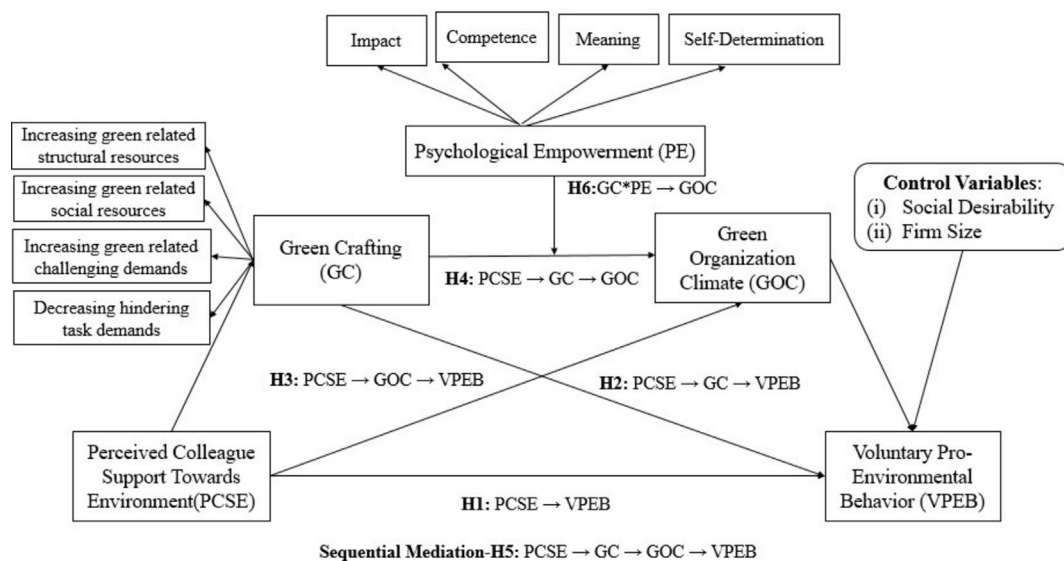 Impact
Competence
Meaning
Self-Determination
Increasing green related
structural resources
Increasing green related
social resources
Increasing green related
challenging demands
Decreasing hindering
task demands
Psychological Empowerment (PE)
H6:GC*PE → GOC
Control Variables:
(i) Social Desirability
(ii) Firm Size
Green Crafting
(GC)
H4: PCSE → GC → GOC
Green
Organization
Climate (GOC)
H3: PCSE → GOC → VPEB
H2: PCSE → GC → VPEB
Perceived Colleague
Support Towards
Environment(PCSE)
H1: PCSE → VPEB
Voluntary Pro-
Environmental
Behavior (VPEB)
Sequential Mediation-H5: PCSE → GC → GOC → VPEB